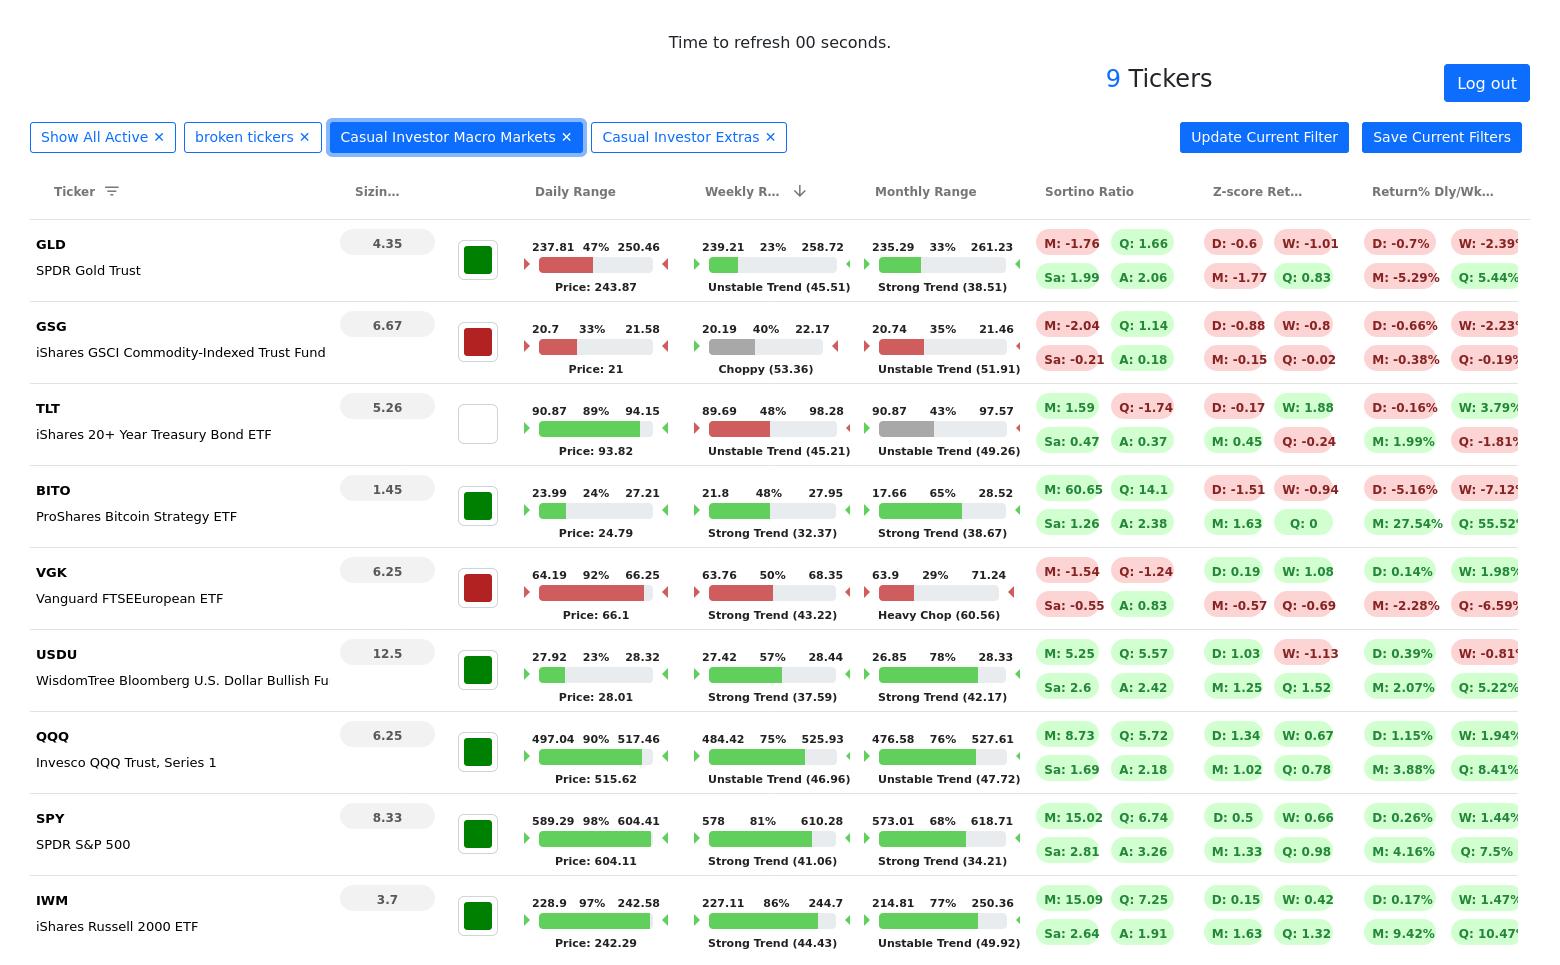 Time to refresh 00 seconds.
9 Tickers
Log out
Show All Active ✕ broken tickers ✕ Casual Investor Macro Markets ✕ Casual Investor Extras ✕ Update Current Filter Save Current Filters
Ticker Sizin… Daily Range Weekly R… Monthly Range Sortino Ratio Z-score Ret… Return% Dly/Wk…
GLD 4.35 237.81 47% 250.46 239.21 23% 258.72 235.29 33% 261.23 M: -1.76 Q: 1.66 D: -0.6 W: -1.01 D: -0.7% W: -2.39%
SPDR Gold Trust Price: 243.87 Unstable Trend (45.51) Strong Trend (38.51) Sa: 1.99 A: 2.06 M: -1.77 Q: 0.83 M: -5.29% Q: 5.44%
GSG 6.67 20.7 33% 21.58 20.19 40% 22.17 20.74 35% 21.46 M: -2.04 Q: 1.14 D: -0.88 W: -0.8 D: -0.66% W: -2.23%
iShares GSCI Commodity-Indexed Trust Fund Price: 21 Choppy (53.36) Unstable Trend (51.91) Sa: -0.21 A: 0.18 M: -0.15 Q: -0.02 M: -0.38% Q: -0.19%
TLT 5.26 90.87 89% 94.15 89.69 48% 98.28 90.87 43% 97.57 M: 1.59 Q: -1.74 D: -0.17 W: 1.88 D: -0.16% W: 3.79%
iShares 20+ Year Treasury Bond ETF Price: 93.82 Unstable Trend (45.21) Unstable Trend (49.26) Sa: 0.47 A: 0.37 M: 0.45 Q: -0.24 M: 1.99% Q: -1.81%
BITO 1.45 23.99 24% 27.21 21.8 48% 27.95 17.66 65% 28.52 M: 60.65 Q: 14.1 D: -1.51 W: -0.94 D: -5.16% W: -7.12%
ProShares Bitcoin Strategy ETF Price: 24.79 Strong Trend (32.37) Strong Trend (38.67) Sa: 1.26 A: 2.38 M: 1.63 Q: 0 M: 27.54% Q: 55.52%
VGK 6.25 64.19 92% 66.25 63.76 50% 68.35 63.9 29% 71.24 M: -1.54 Q: -1.24 D: 0.19 W: 1.08 D: 0.14% W: 1.98%
Vanguard FTSEEuropean ETF Price: 66.1 Strong Trend (43.22) Heavy Chop (60.56) Sa: -0.55 A: 0.83 M: -0.57 Q: -0.69 M: -2.28% Q: -6.59%
USDU 12.5 27.92 23% 28.32 27.42 57% 28.44 26.85 78% 28.33 M: 5.25 Q: 5.57 D: 1.03 W: -1.13 D: 0.39% W: -0.81%
WisdomTree Bloomberg U.S. Dollar Bullish Fu Price: 28.01 Strong Trend (37.59) Strong Trend (42.17) Sa: 2.6 A: 2.42 M: 1.25 Q: 1.52 M: 2.07% Q: 5.22%
QQQ 6.25 497.04 90% 517.46 484.42 75% 525.93 476.58 76% 527.61 M: 8.73 Q: 5.72 D: 1.34 W: 0.67 D: 1.15% W: 1.94%
Invesco QQQ Trust, Series 1 Price: 515.62 Unstable Trend (46.96) Unstable Trend (47.72) Sa: 1.69 A: 2.18 M: 1.02 Q: 0.78 M: 3.88% Q: 8.41%
SPY 8.33 589.29 98% 604.41 578 81% 610.28 573.01 68% 618.71 M: 15.02 Q: 6.74 D: 0.5 W: 0.66 D: 0.26% W: 1.44%
SPDR S&P 500 Price: 604.11 Strong Trend (41.06) Strong Trend (34.21) Sa: 2.81 A: 3.26 M: 1.33 Q: 0.98 M: 4.16% Q: 7.5%
IWM 3.7 228.9 97% 242.58 227.11 86% 244.7 214.81 77% 250.36 M: 15.09 Q: 7.25 D: 0.15 W: 0.42 D: 0.17% W: 1.47%
iShares Russell 2000 ETF Price: 242.29 Strong Trend (44.43) Unstable Trend (49.92) Sa: 2.64 A: 1.91 M: 1.63 Q: 1.32 M: 9.42% Q: 10.47%